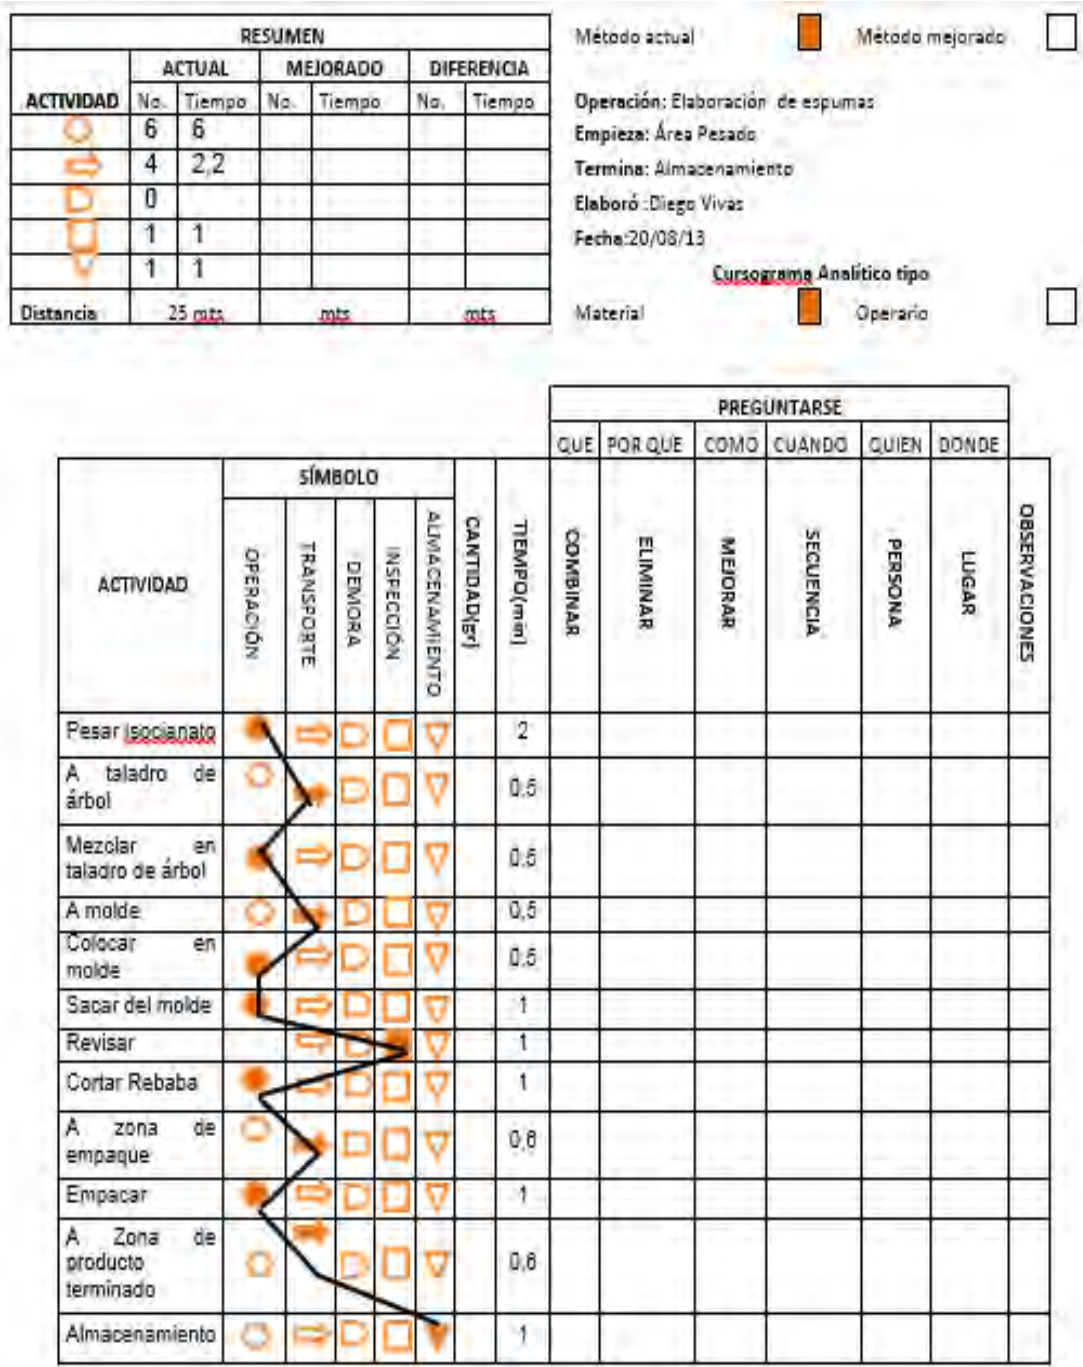 RESUMEN
ACTUAL MEJORADO DIFERENCIA
ACTIVIDAD No. Tiempo No. Tiempo No. Tiempo
6 6
4 2,2
0
1 1
1 1
Distancia 25 mts mts mts
Método actual Método mejorado
Operación: Elaboración de espumas
Empieza: Área Pesado
Termina: Almacenamiento
Elaboró :Diego Vivas
Fecha:20/08/13
Cursograma Analítico tipo
Material Operario
PREGUNTARSE
QUE POR QUE COMO CUANDO QUIEN DONDE
ACTIVIDAD
SÍMBOLO
OPERACIÓN
TRANSPORTE
DEMORA
INSPECCIÓN
ALMACENAMIENTO
CANTIDAD(gr)
TIEMPO(min)
COMBINAR
ELIMINAR
MEJORAR
SECUENCIA
PERSONA
LUGAR
OBSERVACIONES
Pesar Isocianato 2
A taladro de
árbol 0,5
Mezclar en
taladro de árbol 0,5
A molde 0,5
Colocar en
molde 0.5
Sacar del molde 1
Revisar 1
Cortar Rebaba 1
A zona de
empaque 0,6
Empacar 1
A Zona de
producto 0,6
terminado
Almacenamiento 1